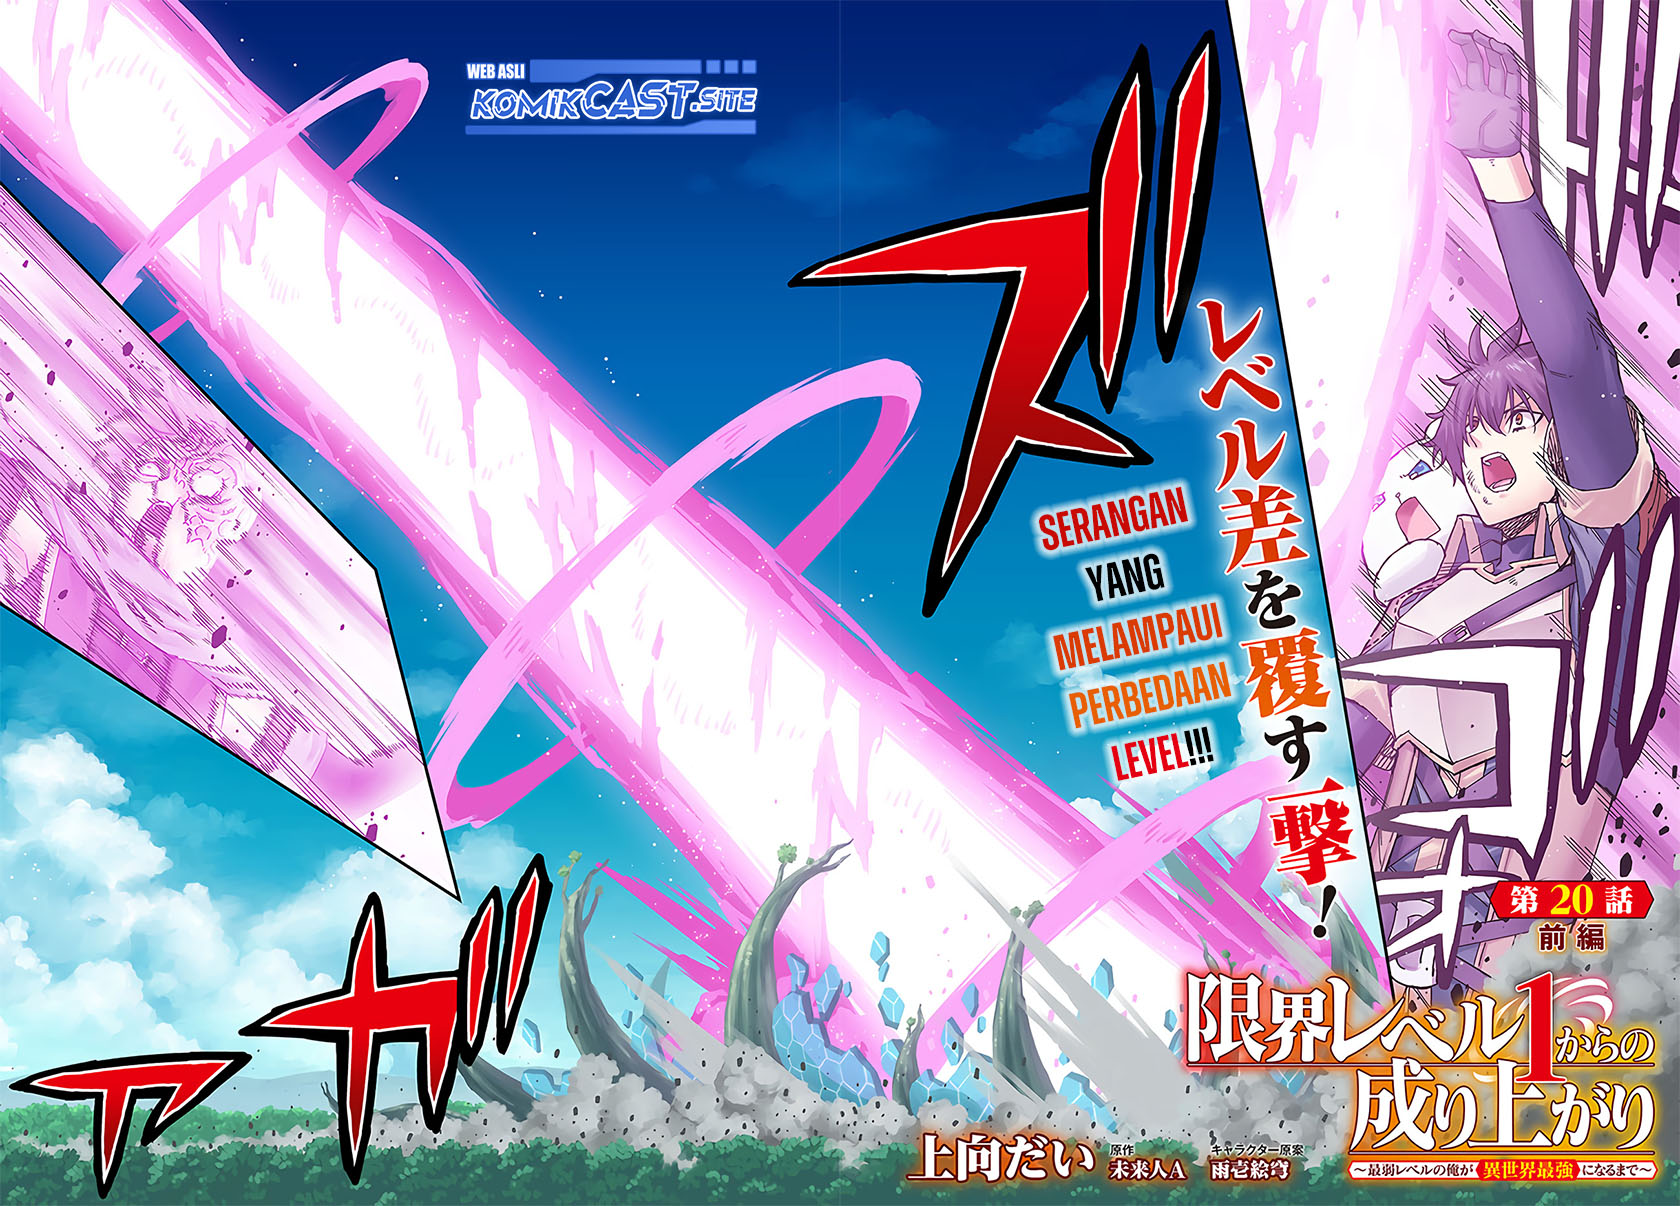 WEB ASLI
KOMIKCAST.SITE
ズガァ
レベル差を覆す一撃！
SERANGAN
YANG
MELAMPAUI
PERBEDAAN
LEVEL!!!
第20話
前編
限界レベル1からの
成り上がり
～最弱レベルの俺が異世界最強になるまで～
上向だい
原作
未来人A
キャラクター原案
雨壱絵穹